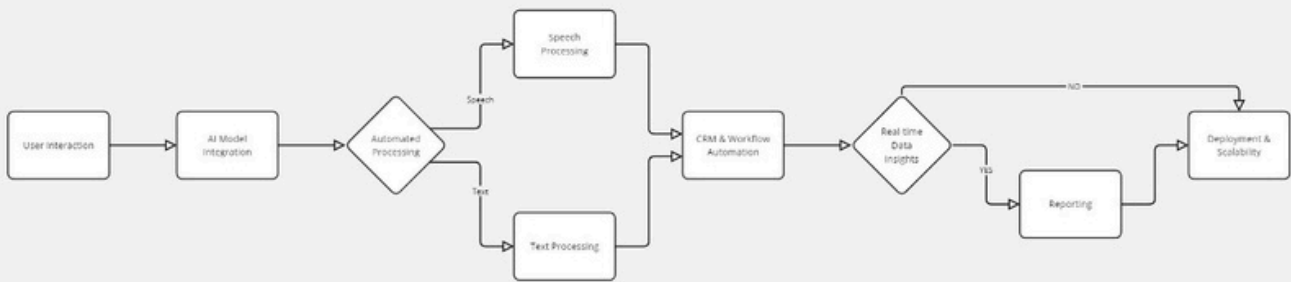 User Interaction
AI Model
Integration
Automated
Processing
Speech
Text
Speech
Processing
Text Processing
CRM & Workflow
Automation
Real time
Data
Insights
NO
YES
Reporting
Deployment &
Scalability